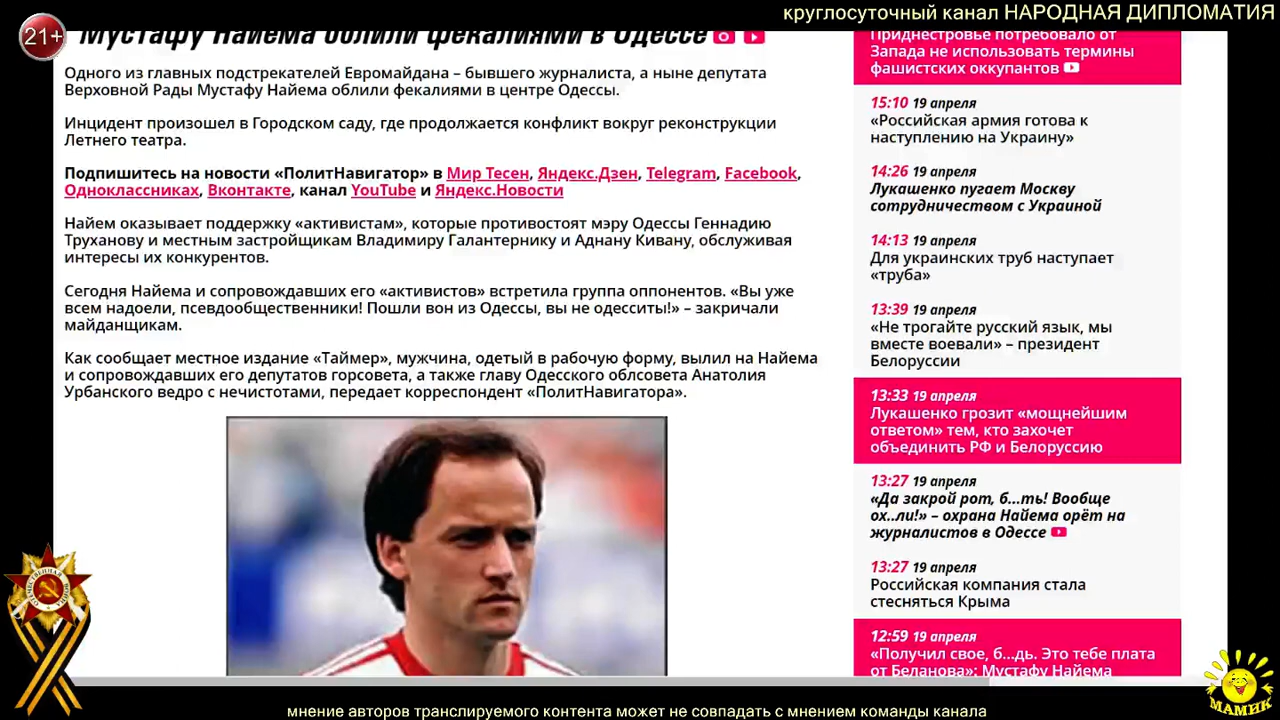 круглосуточный канал НАРОДНАЯ ДИПЛОМАТИЯ
21+
Мустафу Найема облили фекалиями в Одессе
Одного из главных подстрекателей Евромайдана – бывшего журналиста, а ныне депутата
Верховной Рады Мустафу Найема облили фекалиями в центре Одессы.
Инцидент произошел в Городском саду, где продолжается конфликт вокруг реконструкции
Летнего театра.
Подпишитесь на новости «ПолитНавигатор» в Мир Тесен, Яндекс.Дзен, Telegram, Facebook,
Одноклассниках, Вконтакте, канал YouTube и Яндекс.Новости
Найем оказывает поддержку «активистам», которые противостоят мэру Одессы Геннадию
Труханову и местным застройщикам Владимиру Галантернику и Аднану Кивану, обслуживая
интересы их конкурентов.
Сегодня Найема и сопровождавших его «активистов» встретила группа оппонентов. «Вы уже
всем надоели, псевдообщественники! Пошли вон из Одессы, вы не одесситы!» – закричали
майданщикам.
Как сообщает местное издание «Таймер», мужчина, одетый в рабочую форму, вылил на Найема
и сопровождавших его депутатов горсовета, а также главу Одесского облсовета Анатолия
Урбанского ведро с нечистотами, передает корреспондент «ПолитНавигатора».
Приднестровье потребовало от
Запада не использовать термины
фашистских оккупантов
15:10 19 апреля
«Российская армия готова к
наступлению на Украину»
14:26 19 апреля
Лукашенко пугает Москву
сотрудничеством с Украиной
14:13 19 апреля
Для украинских труб наступает
«труба»
13:39 19 апреля
«Не трогайте русский язык, мы
вместе воевали» – президент
Белоруссии
13:33 19 апреля
Лукашенко грозит «мощнейшим
ответом» тем, кто захочет
объединить РФ и Белоруссию
13:27 19 апреля
«Да закрой рот, б...ть! Вообще
ох..ли!» – охрана Найема орёт на
журналистов в Одессе
13:27 19 апреля
Российская компания стала
стесняться Крыма
12:59 19 апреля
«Получил свое, б...дь. Это тебе плата
от Беланова»: Мустафу Найема
МАМИК
мнение авторов транслируемого контента может не совпадать с мнением команды канала